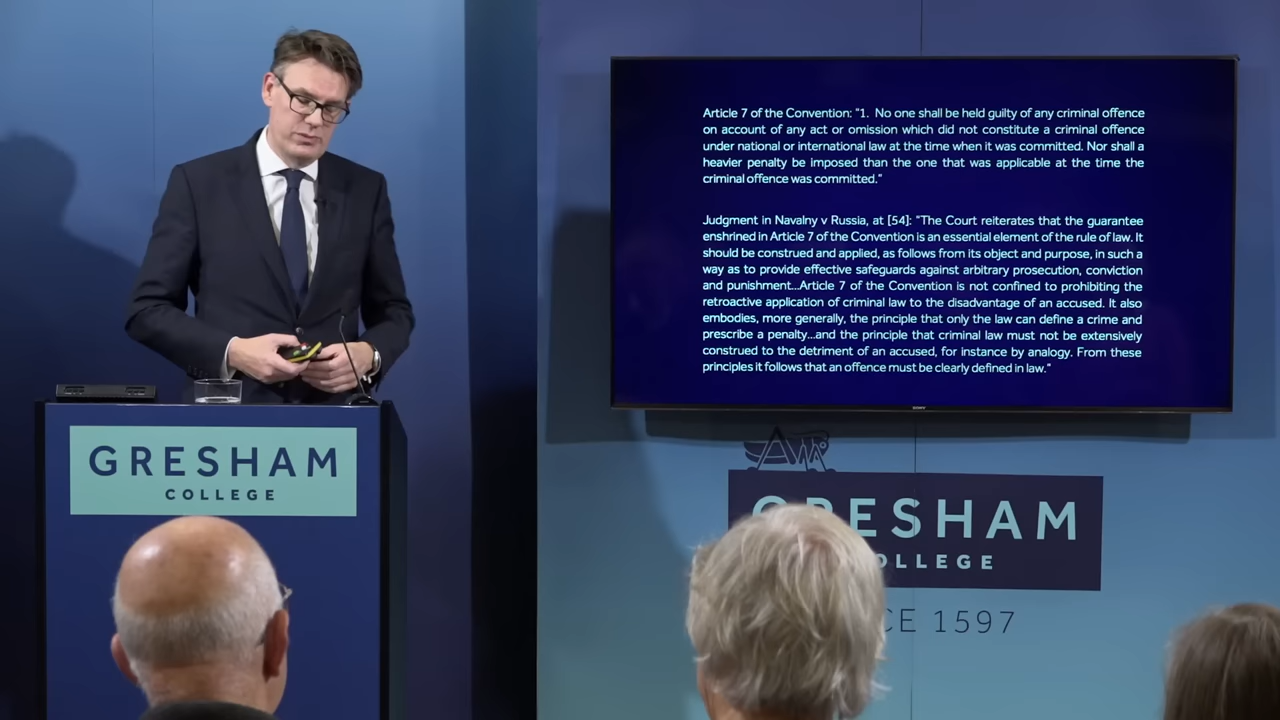 Article 7 of the Convention: "1. No one shall be held guilty of any criminal offence
on account of any act or omission which did not constitute a criminal offence
under national or international law at the time when it was committed. Nor shall a
heavier penalty be imposed than the one that was applicable at the time the
criminal offence was committed."
Judgment in Navalny v Russia, at [54]: "The Court reiterates that the guarantee
enshrined in Article 7 of the Convention is an essential element of the rule of law. It
should be construed and applied, as follows from its object and purpose, in such a
way as to provide effective safeguards against arbitrary prosecution, conviction
and punishment...Article 7 of the Convention is not confined to prohibiting the
retroactive application of criminal law to the disadvantage of an accused. It also
embodies, more generally, the principle that only the law can define a crime and
prescribe a penalty...and the principle that criminal law must not be extensively
construed to the detriment of an accused, for instance by analogy. From these
principles it follows that an offence must be clearly defined in law."
SONY
GRESHAM
COLLEGE
GRESHAM
OLLEGE
CE 1597